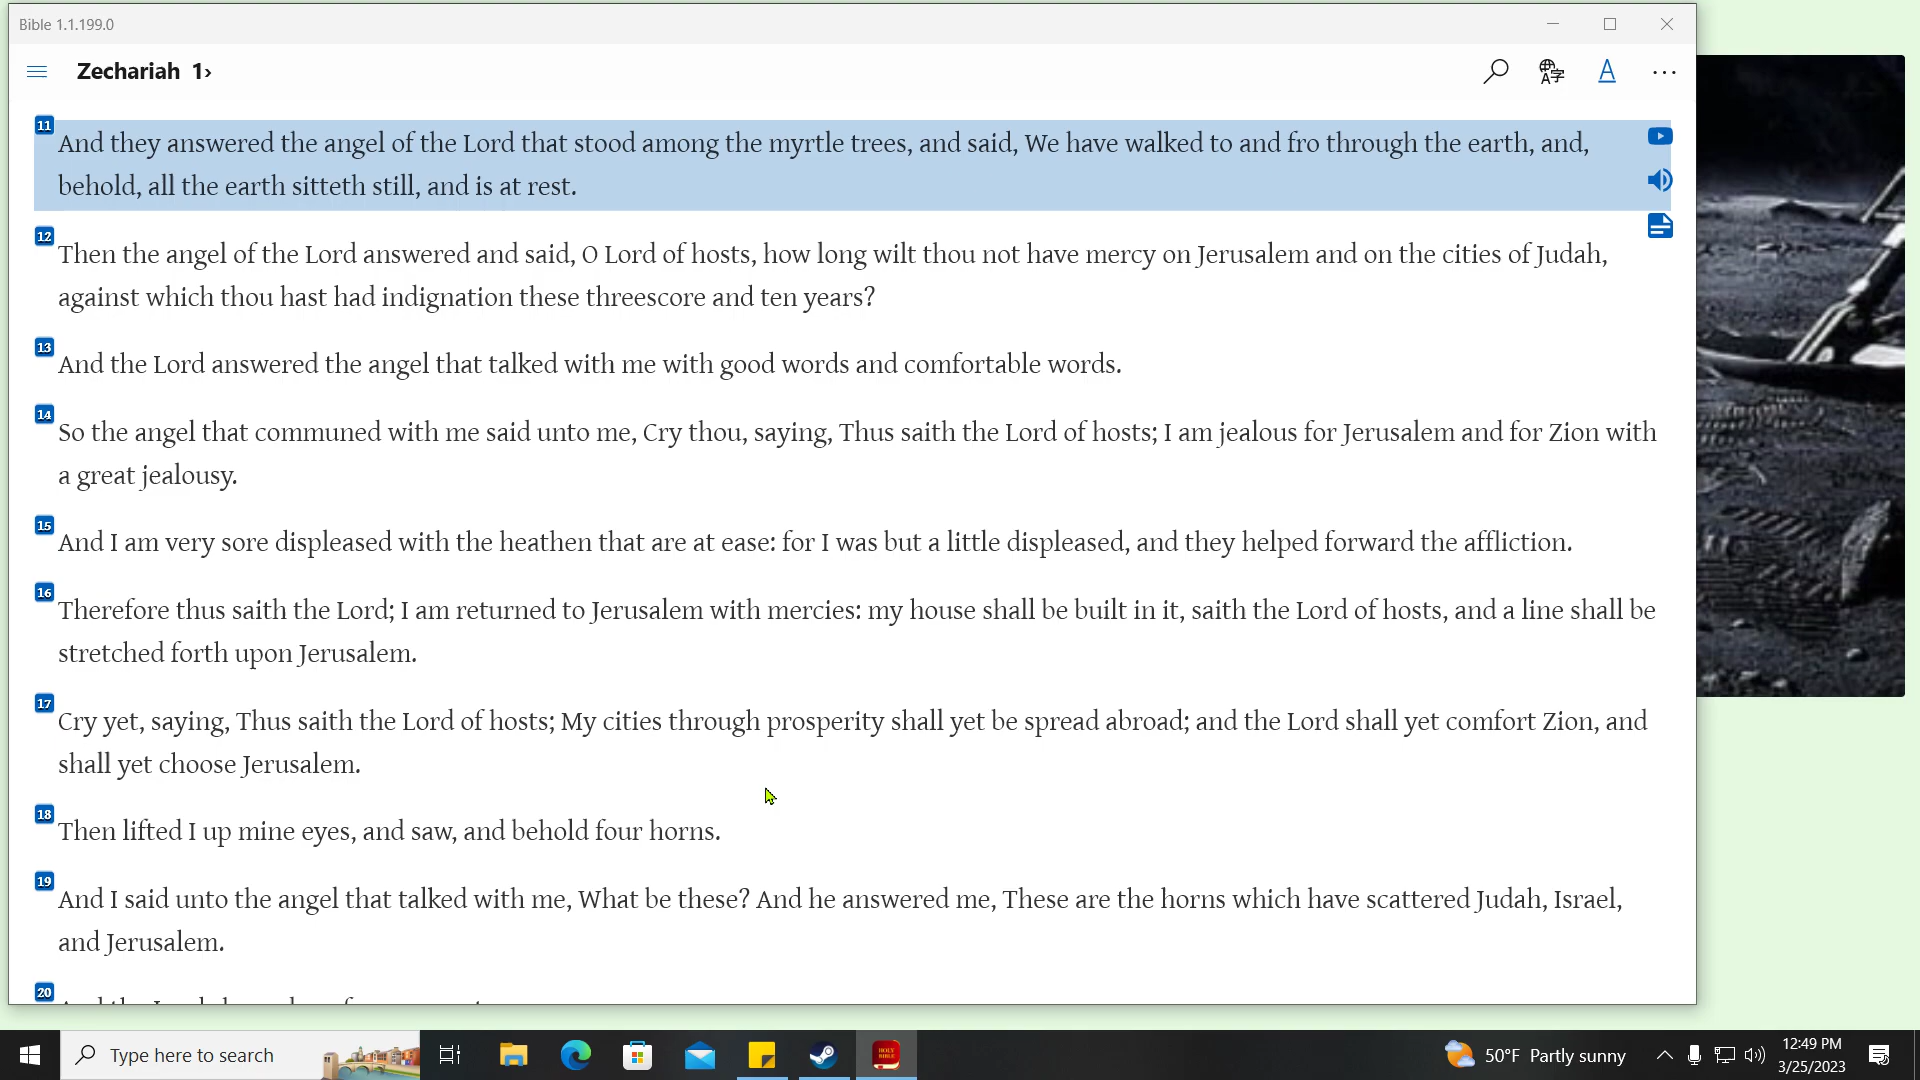 Bible 1.1.199.0
Zechariah 1›
11
And they answered the angel of the Lord that stood among the myrtle trees, and said, We have walked to and fro through the earth, and,
behold, all the earth sitteth still, and is at rest.
12
Then the angel of the Lord answered and said, O Lord of hosts, how long wilt thou not have mercy on Jerusalem and on the cities of Judah,
against which thou hast had indignation these threescore and ten years?
13
And the Lord answered the angel that talked with me with good words and comfortable words.
14
So the angel that communed with me said unto me, Cry thou, saying, Thus saith the Lord of hosts; I am jealous for Jerusalem and for Zion with
a great jealousy.
15
And I am very sore displeased with the heathen that are at ease: for I was but a little displeased, and they helped forward the affliction.
16
Therefore thus saith the Lord; I am returned to Jerusalem with mercies: my house shall be built in it, saith the Lord of hosts, and a line shall be
stretched forth upon Jerusalem.
17
Cry yet, saying, Thus saith the Lord of hosts; My cities through prosperity shall yet be spread abroad; and the Lord shall yet comfort Zion, and
shall yet choose Jerusalem.
18
Then lifted I up mine eyes, and saw, and behold four horns.
19
And I said unto the angel that talked with me, What be these? And he answered me, These are the horns which have scattered Judah, Israel,
and Jerusalem.
20
Type here to search
HOLY
BIBLE
50°F Partly sunny
12:49 PM
3/25/2023